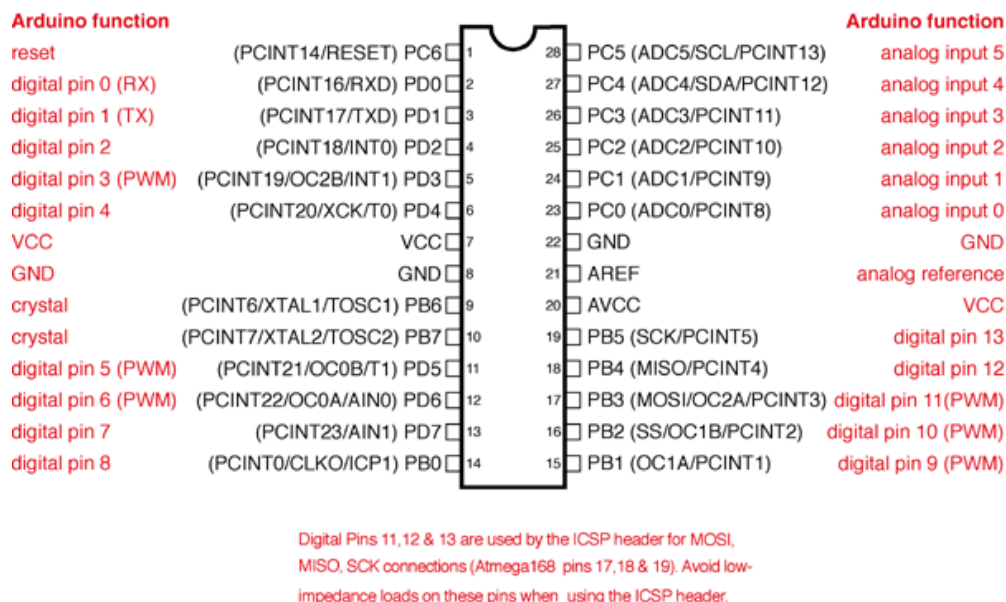 Arduino function Arduino function
reset (PCINT14/RESET) PC6 1 28 PC5 (ADC5/SCL/PCINT13) analog input 5
digital pin 0 (RX) (PCINT16/RXD) PD0 2 27 PC4 (ADC4/SDA/PCINT12) analog input 4
digital pin 1 (TX) (PCINT17/TXD) PD1 3 26 PC3 (ADC3/PCINT11) analog input 3
digital pin 2 (PCINT18/INT0) PD2 4 25 PC2 (ADC2/PCINT10) analog input 2
digital pin 3 (PWM) (PCINT19/OC2B/INT1) PD3 5 24 PC1 (ADC1/PCINT9) analog input 1
digital pin 4 (PCINT20/XCK/T0) PD4 6 23 PC0 (ADC0/PCINT8) analog input 0
VCC VCC 7 22 GND GND
GND GND 8 21 AREF analog reference
crystal (PCINT6/XTAL1/TOSC1) PB6 9 20 AVCC VCC
crystal (PCINT7/XTAL2/TOSC2) PB7 10 19 PB5 (SCK/PCINT5) digital pin 13
digital pin 5 (PWM) (PCINT21/OC0B/T1) PD5 11 18 PB4 (MISO/PCINT4) digital pin 12
digital pin 6 (PWM) (PCINT22/OC0A/AIN0) PD6 12 17 PB3 (MOSI/OC2A/PCINT3) digital pin 11(PWM)
digital pin 7 (PCINT23/AIN1) PD7 13 16 PB2 (SS/OC1B/PCINT2) digital pin 10 (PWM)
digital pin 8 (PCINT0/CLKO/ICP1) PB0 14 15 PB1 (OC1A/PCINT1) digital pin 9 (PWM)
Digital Pins 11,12 & 13 are used by the ICSP header for MOSI,
MISO, SCK connections (Atmega168 pins 17,18 & 19). Avoid low-
impedance loads on these pins when using the ICSP header.